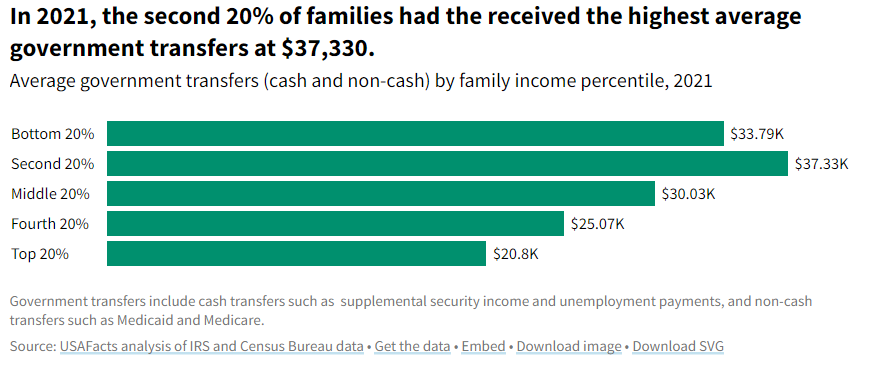 In 2021, the second 20% of families had the received the highest average
government transfers at $37,330.
Average government transfers (cash and non-cash) by family income percentile, 2021
Bottom 20% $33.79K
Second 20% $37.33K
Middle 20% $30.03K
Fourth 20% $25.07K
Top 20% $20.8K
Government transfers include cash transfers such as supplemental security income and unemployment payments, and non-cash
transfers such as Medicaid and Medicare.
Source: USAFacts analysis of IRS and Census Bureau data • Get the data • Embed • Download image • Download SVG